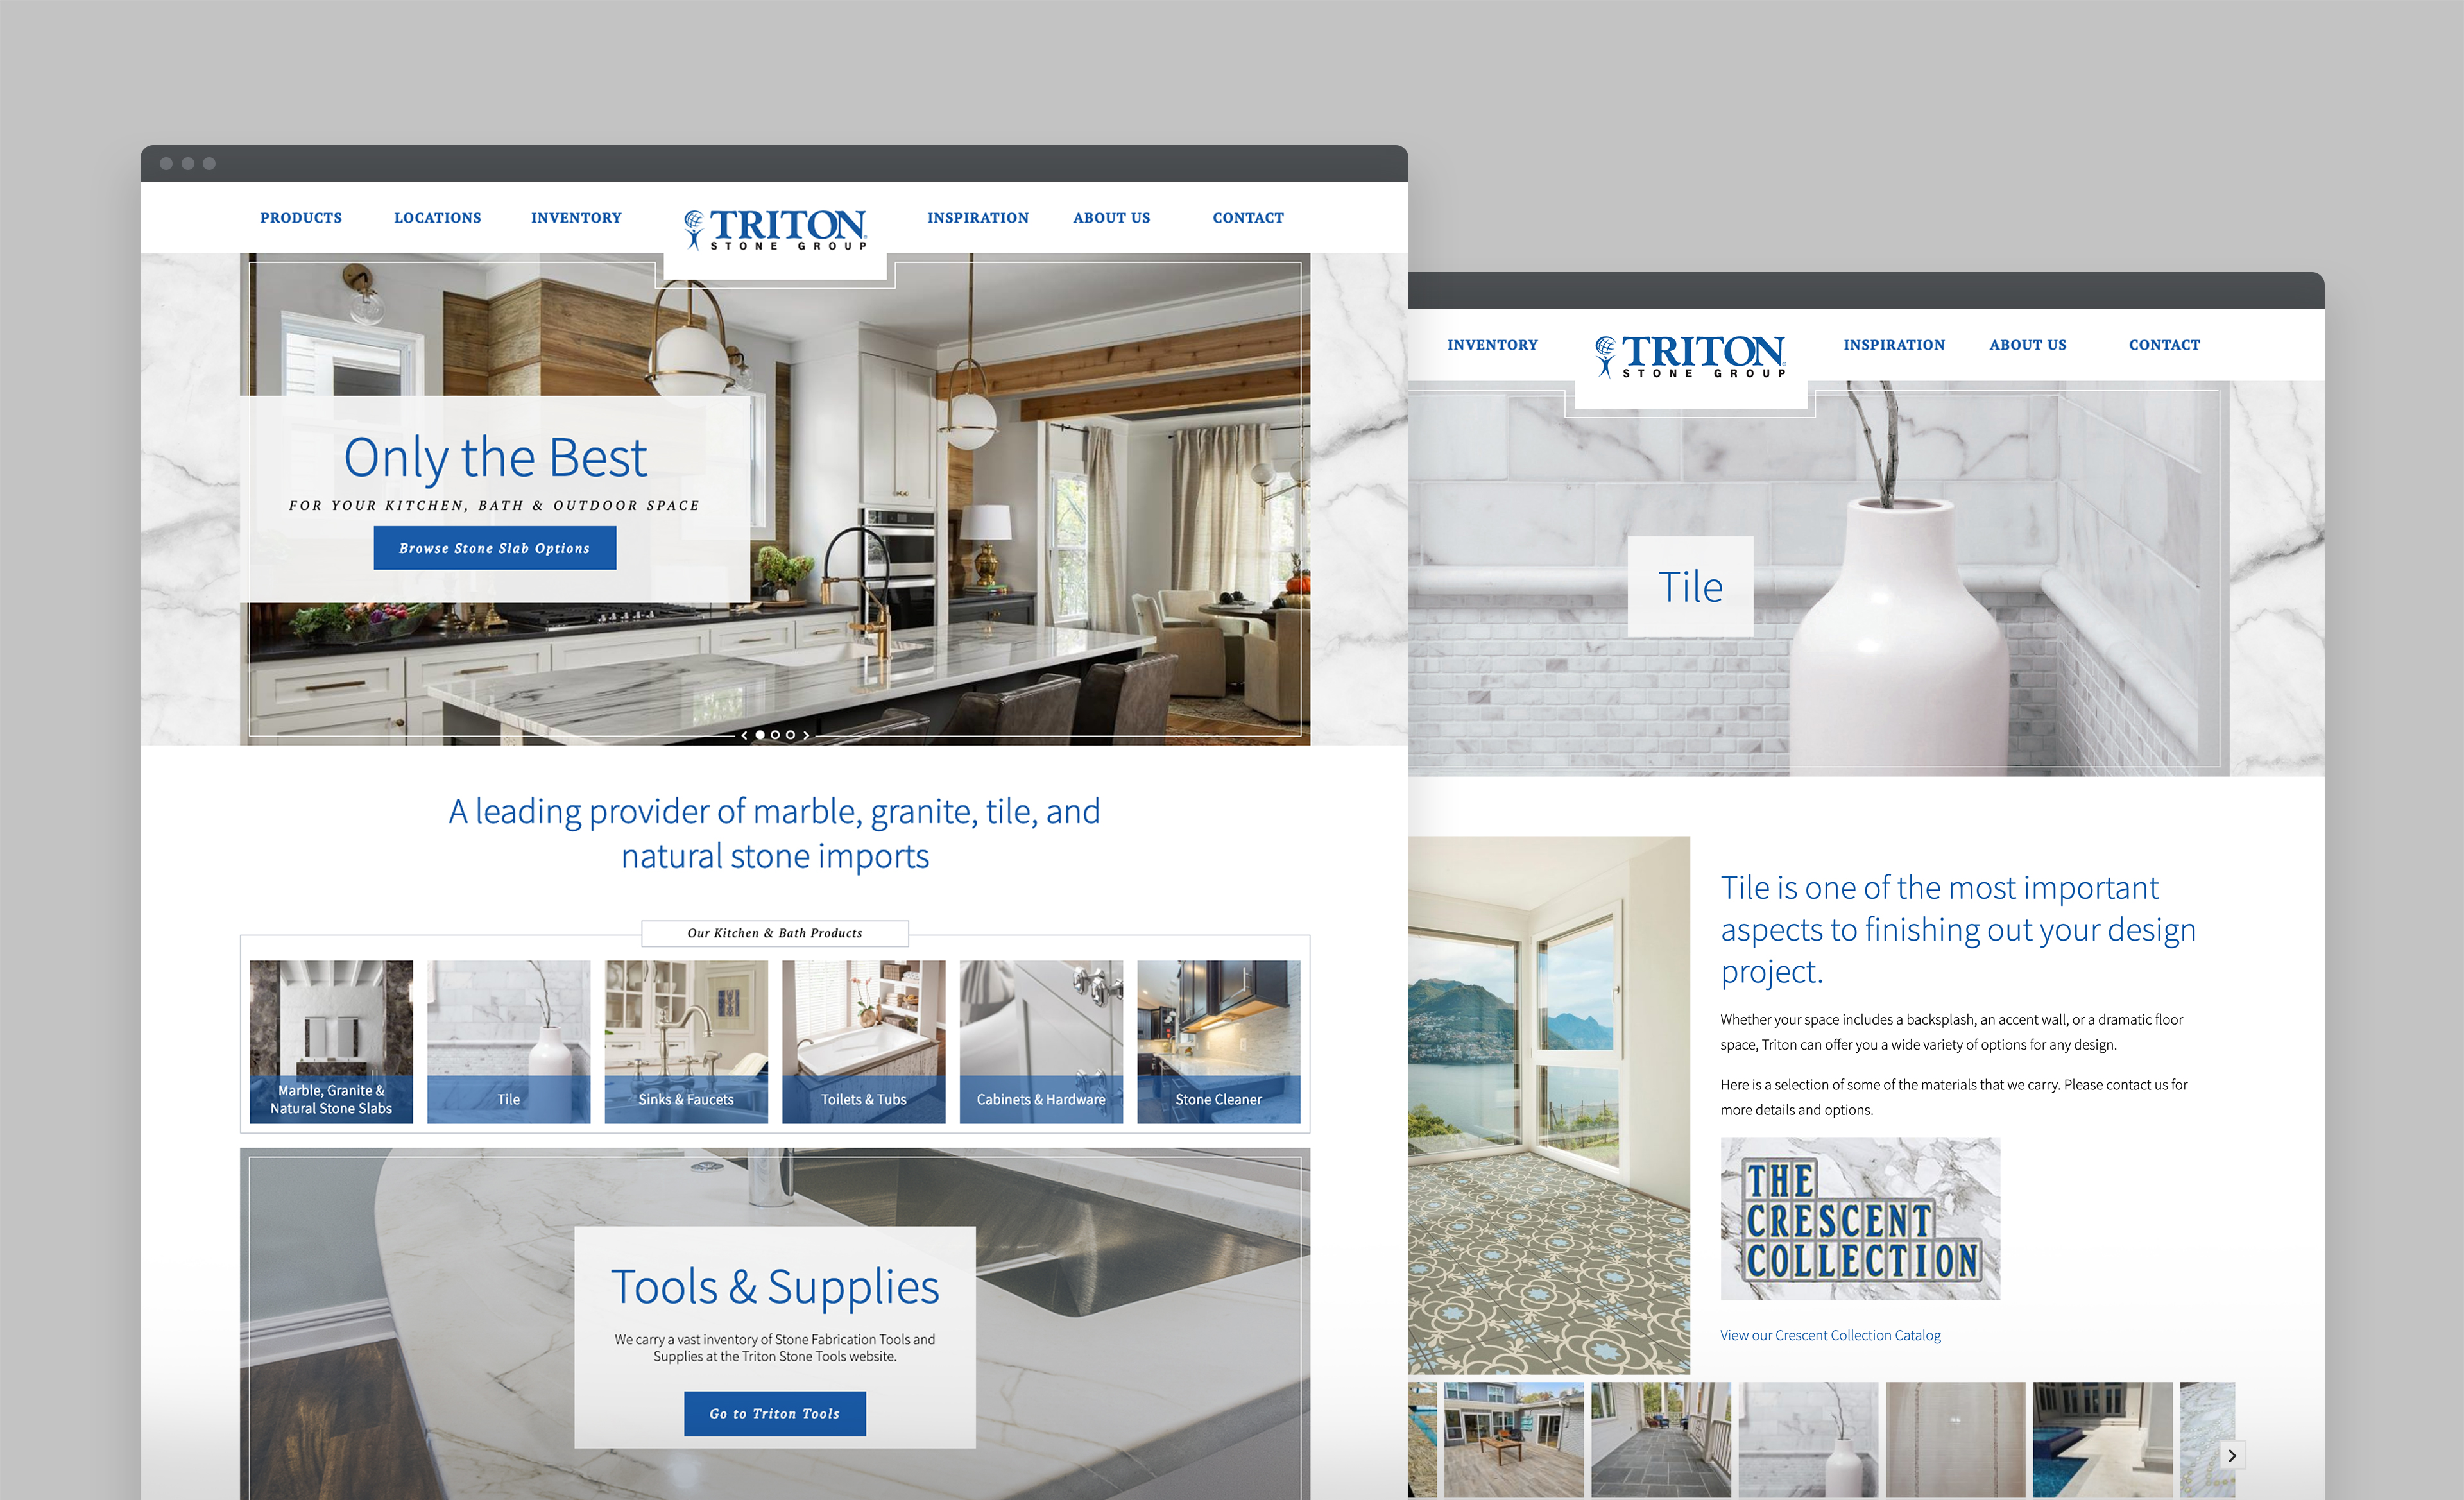 PRODUCTS LOCATIONS INVENTORY TRITON STONE GROUP INSPIRATION ABOUT US CONTACT
Only the Best
FOR YOUR KITCHEN, BATH & OUTDOOR SPACE
Browse Stone Slab Options
A leading provider of marble, granite, tile, and
natural stone imports
Our Kitchen & Bath Products
Marble, Granite &
Natural Stone Slabs
Tile
Sinks & Faucets
Toilets & Tubs
Cabinets & Hardware
Stone Cleaner
Tools & Supplies
We carry a vast inventory of Stone Fabrication Tools and
Supplies at the Triton Stone Tools website.
Go to Triton Tools
INVENTORY TRITON STONE GROUP INSPIRATION ABOUT US CONTACT
Tile
Tile is one of the most important
aspects to finishing out your design
project.
Whether your space includes a backsplash, an accent wall, or a dramatic floor
space, Triton can offer you a wide variety of options for any design.
Here is a selection of some of the materials that we carry. Please contact us for
more details and options.
THE
CRESCENT
COLLECTION
View our Crescent Collection Catalog